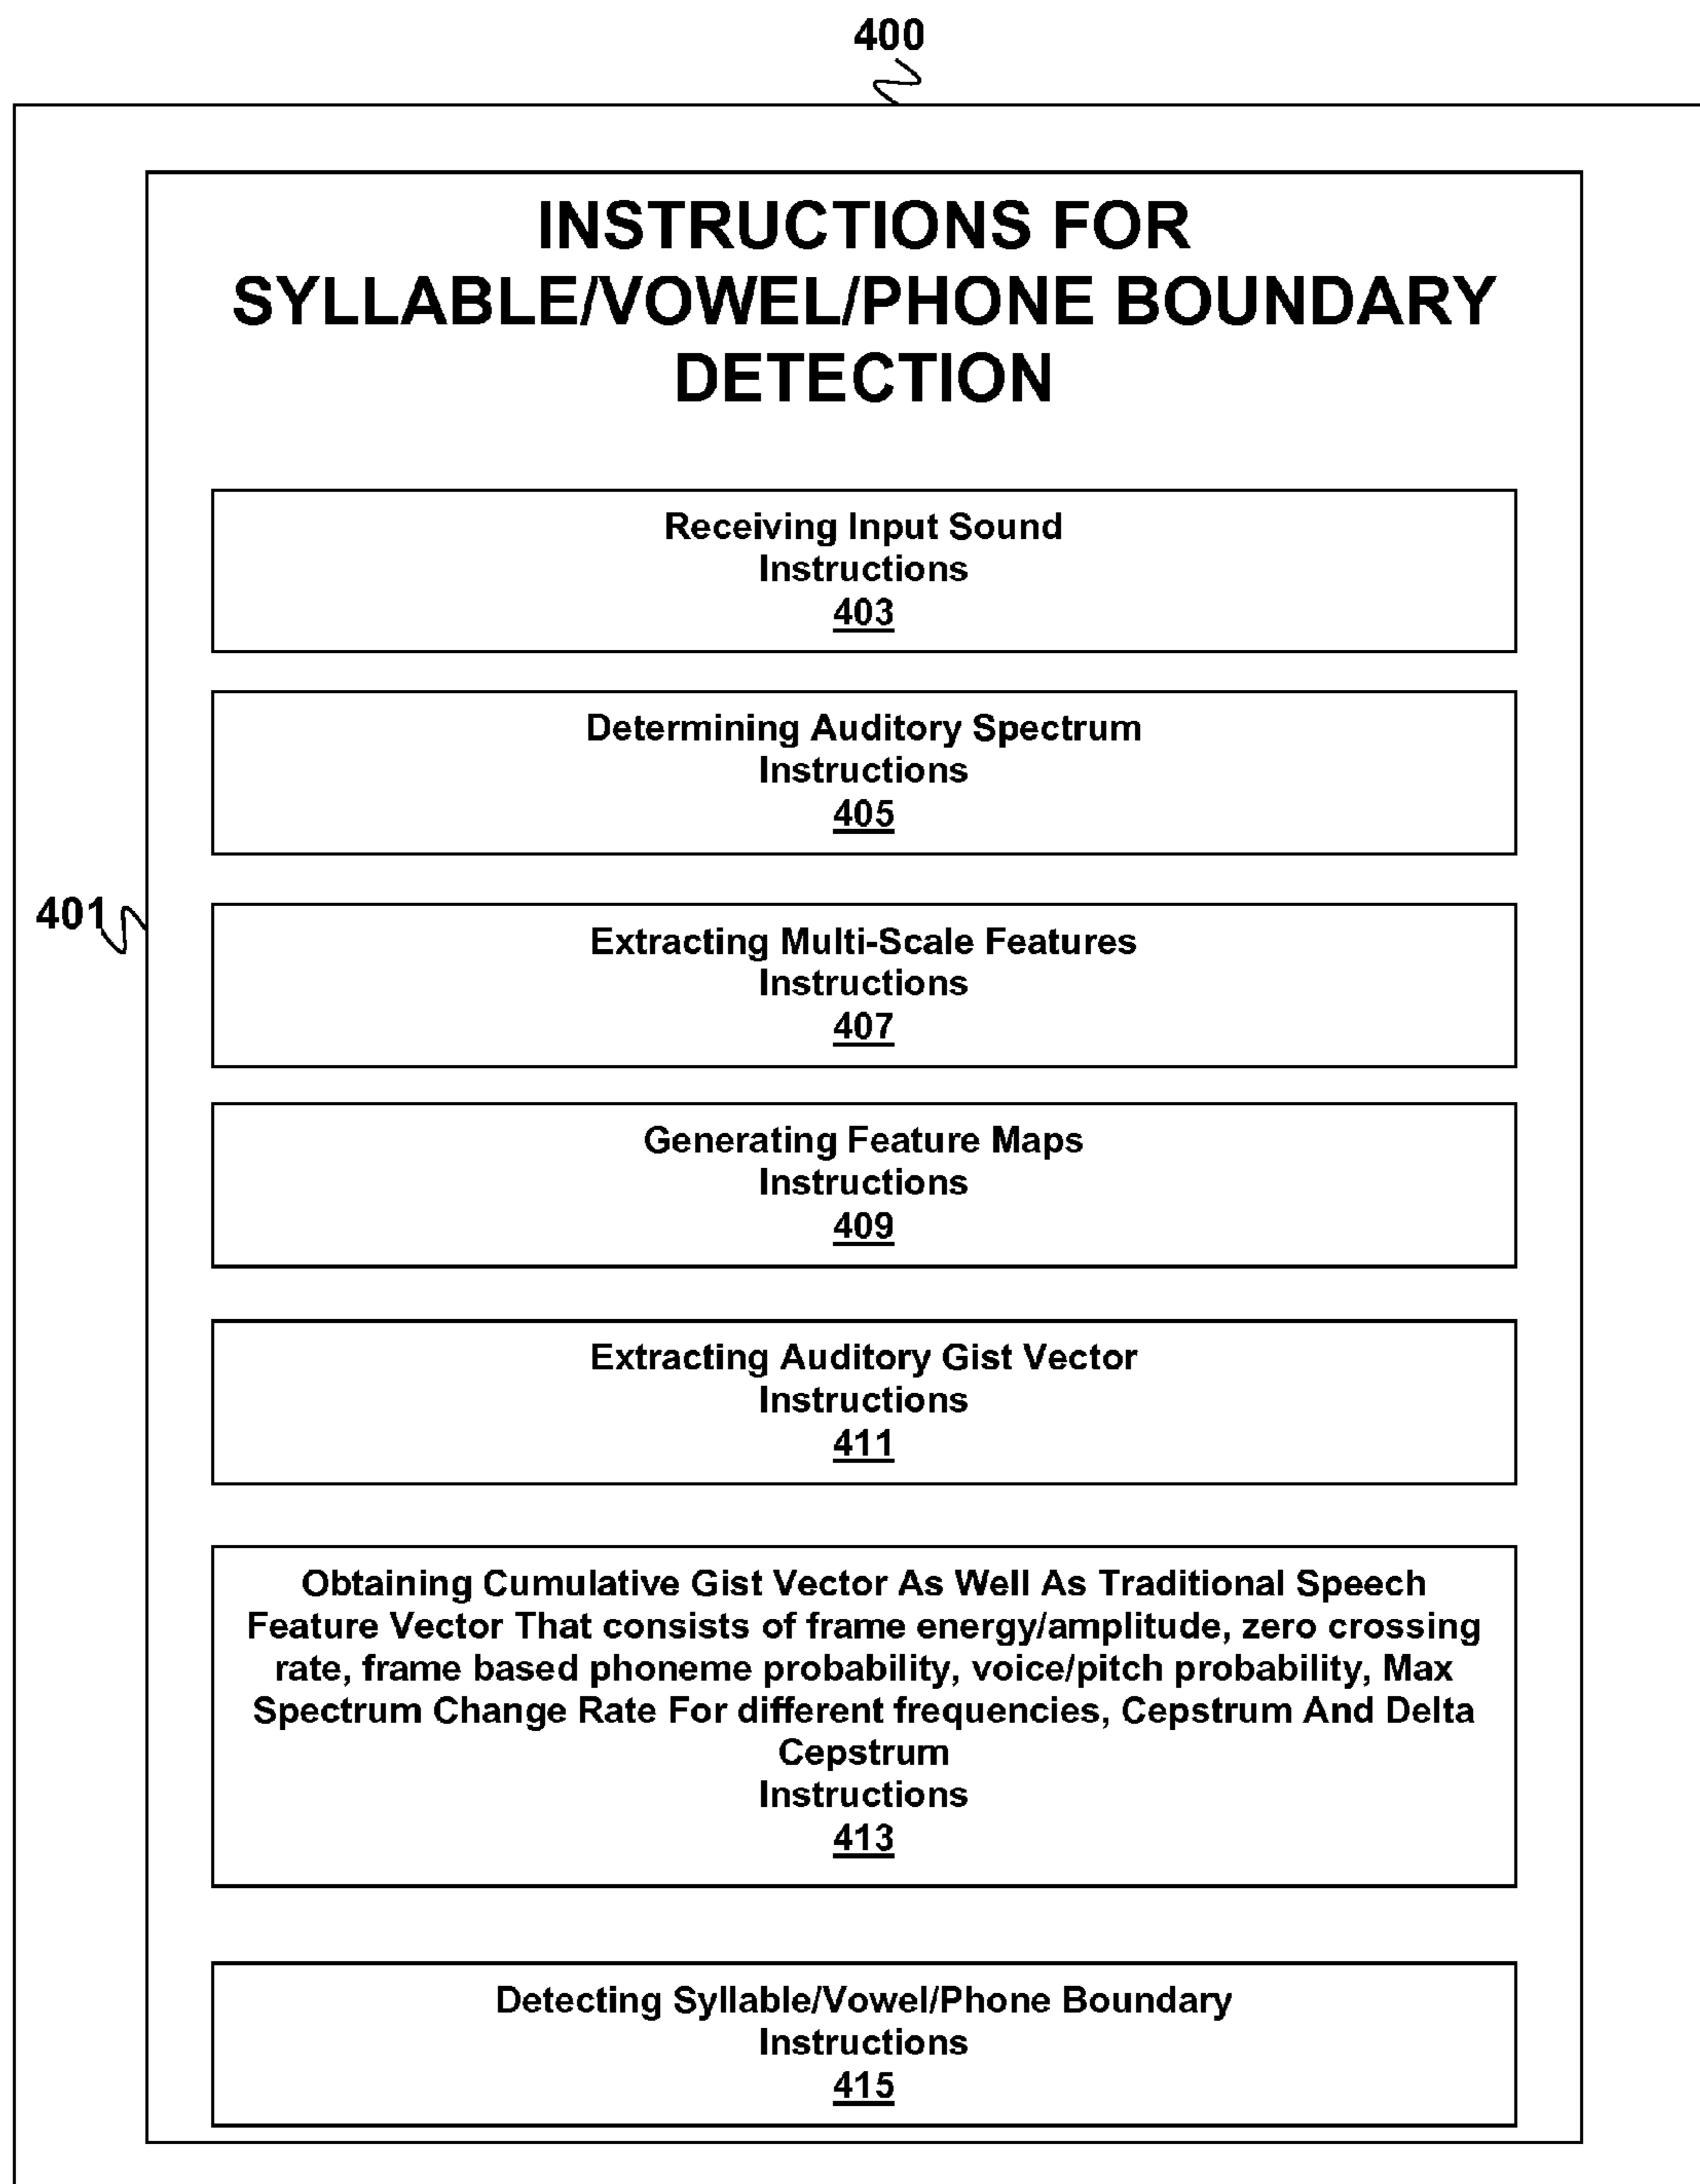 400
INSTRUCTIONS FOR
SYLLABLE/VOWEL/PHONE BOUNDARY
DETECTION
Receiving Input Sound
Instructions
403
Determining Auditory Spectrum
Instructions
405
401
Extracting Multi-Scale Features
Instructions
407
Generating Feature Maps
Instructions
409
Extracting Auditory Gist Vector
Instructions
411
Obtaining Cumulative Gist Vector As Well As Traditional Speech
Feature Vector That consists of frame energy/amplitude, zero crossing
rate, frame based phoneme probability, voice/pitch probability, Max
Spectrum Change Rate For different frequencies, Cepstrum And Delta
Cepstrum
Instructions
413
Detecting Syllable/Vowel/Phone Boundary
Instructions
415